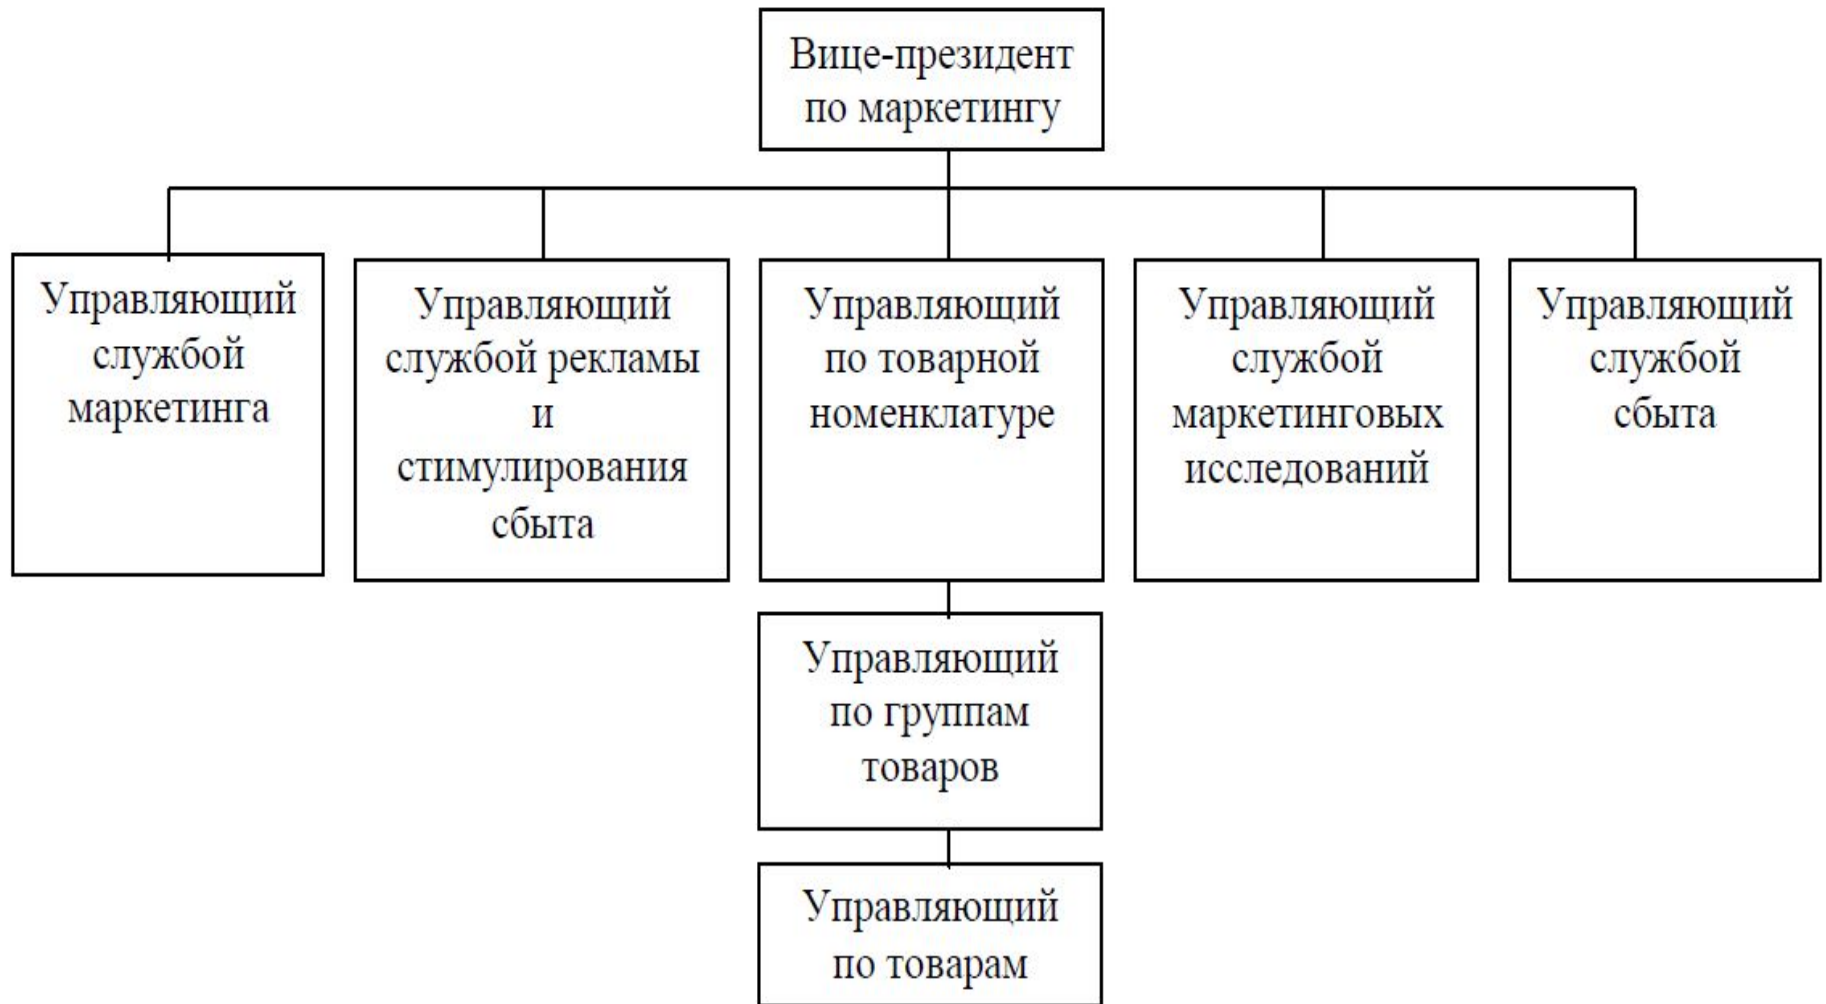 Вице-президент
по маркетингу
Управляющий
службой
маркетинга
Управляющий
службой рекламы
и
стимулирования
сбыта
Управляющий
по товарной
номенклатуре
Управляющий
службой
маркетинговых
исследований
Управляющий
службой
сбыта
Управляющий
по группам
товаров
Управляющий
по товарам